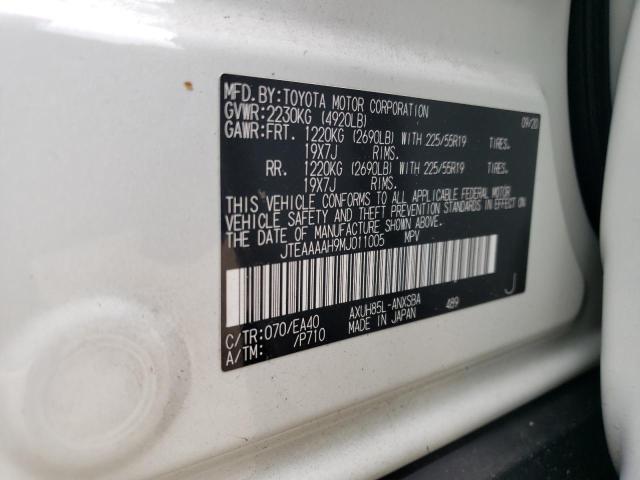 MFD.BY:TOYOTA MOTOR CORPORATION 09/20
GVWR:2230KG (4920LB)
GAWR:FRT. 1220KG (2690LB) WITH 225/55R19 TIRES.
19X7J RIMS.
RR. 1220KG (2690LB) WITH 225/55R19 TIRES.
19X7J RIMS.
THIS VEHICLE CONFORMS TO ALL APPLICABLE FEDERAL MOTOR
VEHICLE SAFETY AND THEFT PREVENTION STANDARDS IN EFFECT ON
THE DATE OF MANUFACTURE SHOWN ABOVE.
JTEAAAAH9MJ011005 MPV
J
C/TR:070/EA40 AXUH85L-ANXSBA 489
A/TM: /P710 MADE IN JAPAN